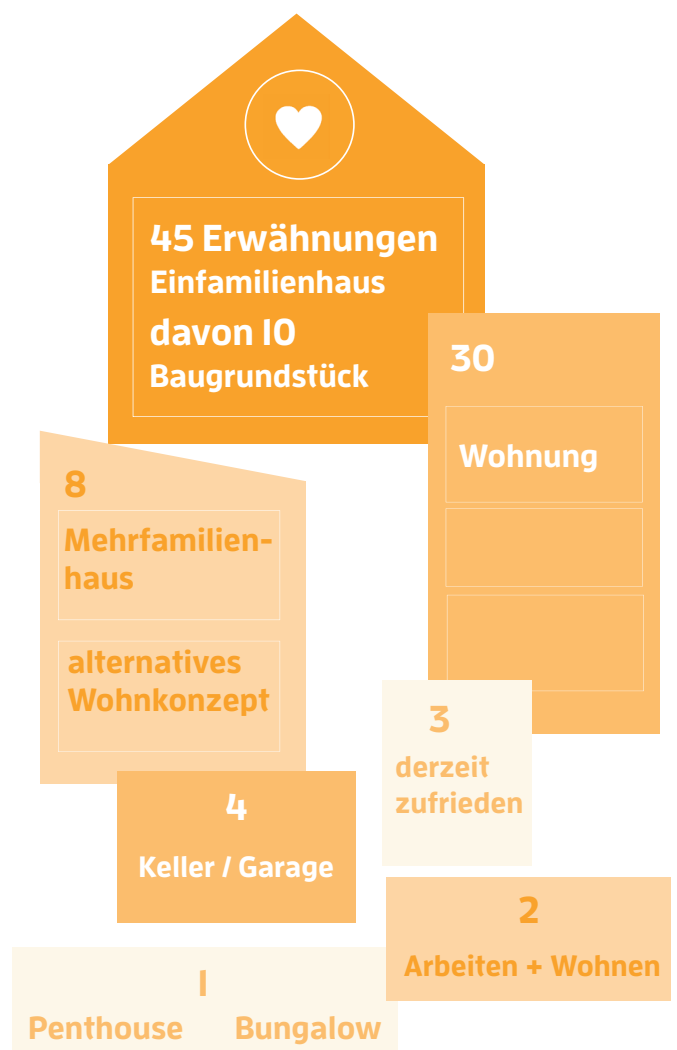 45 Erwähnungen
Einfamilienhaus
davon 10
Baugrundstück
30
Wohnung
8
Mehrfamilien-
haus
alternatives
Wohnkonzept
3
derzeit
zufrieden
4
Keller / Garage
2
Arbeiten + Wohnen
1
Penthouse Bungalow